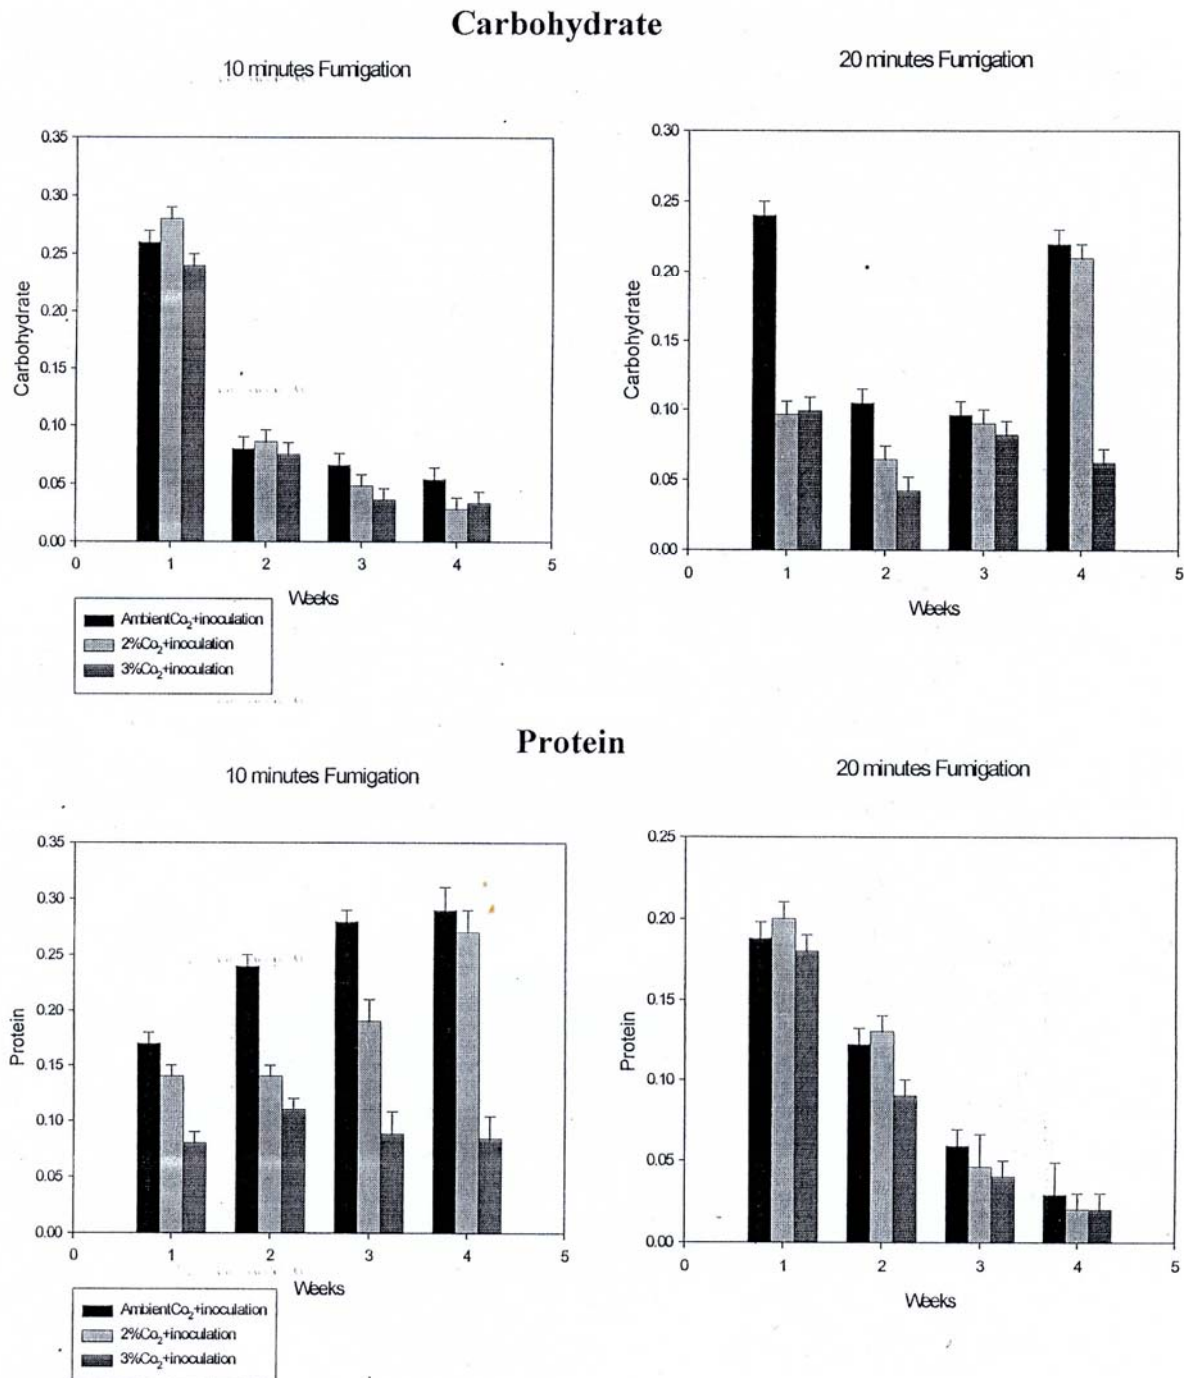 Carbohydrate
10 minutes Fumigation
0.35
0.30
0.25
0.20
0.15
0.10
0.05
0.00
Carbohydrate
0 1 2 3 4 5
Weeks
AmbientCo₂+inoculation
2%Co₂+inoculation
3%Co₂+inoculation
20 minutes Fumigation
0.30
0.25
0.20
0.15
0.10
0.05
0.00
Carbohydrate
0 1 2 3 4 5
Weeks
Protein
10 minutes Fumigation
0.35
0.30
0.25
0.20
0.15
0.10
0.05
0.00
Protein
0 1 2 3 4 5
Weeks
AmbientCo₂+inoculation
2%Co₂+inoculation
3%Co₂+inoculation
20 minutes Fumigation
0.25
0.20
0.15
0.10
0.05
0.00
Protein
0 1 2 3 4 5
Weeks